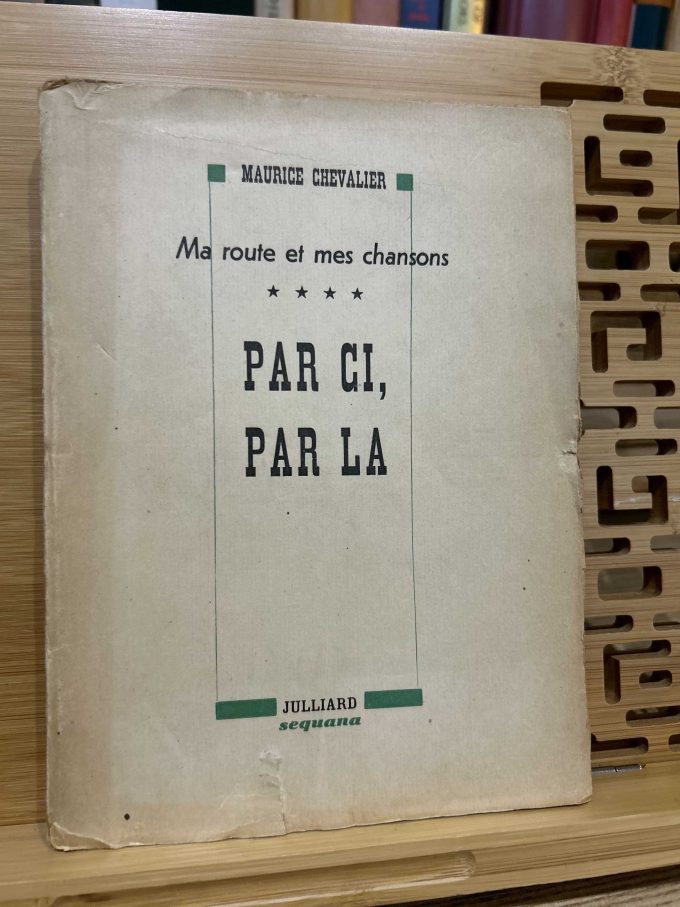 MAURICE CHEVALIER
Ma route et mes chansons
★ ★ ★ ★
PAR CI,
PAR LA
JULLIARD
sequana